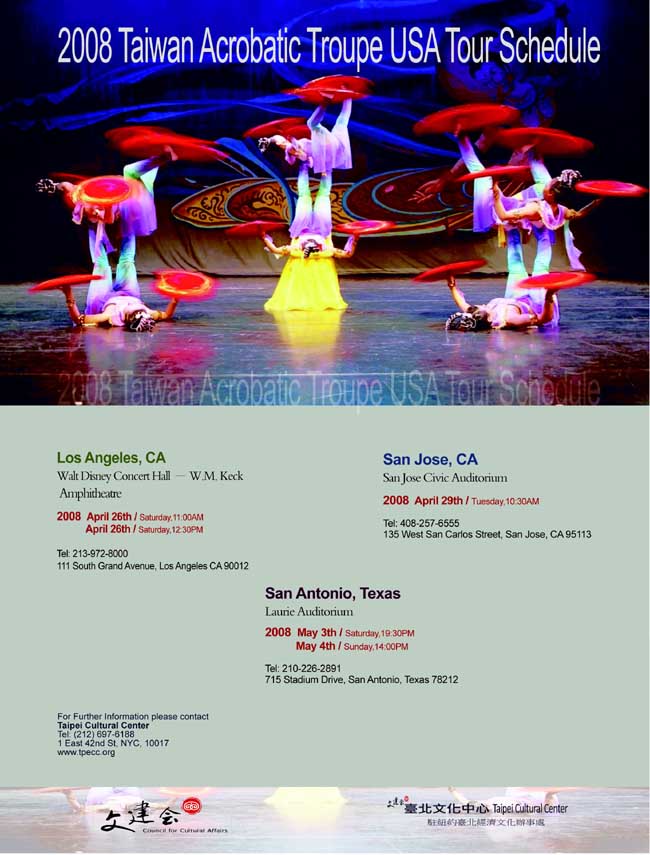 2008 Taiwan Acrobatic Troupe USA Tour Schedule
2008 Taiwan Acrobatic Troupe USA Tour Schedule
Los Angeles, CA
Walt Disney Concert Hall — W.M. Keck
Amphitheatre
2008 April 26th / Saturday,11:00AM
April 26th / Saturday,12:30PM
Tel: 213-972-8000
111 South Grand Avenue, Los Angeles CA 90012
San Jose, CA
San Jose Civic Auditorium
2008 April 29th / Tuesday,10:30AM
Tel: 408-257-6555
135 West San Carlos Street, San Jose, CA 95113
San Antonio, Texas
Laurie Auditorium
2008 May 3th / Saturday,19:30PM
May 4th / Sunday,14:00PM
Tel: 210-226-2891
715 Stadium Drive, San Antonio, Texas 78212
For Further Information please contact
Taipei Cultural Center
Tel: (212) 697-6188
1 East 42nd St, NYC, 10017
www.tpecc.org
文建會
Council for Cultural Affairs
文建會 臺北文化中心 Taipei Cultural Center
駐紐約臺北經濟文化辦事處